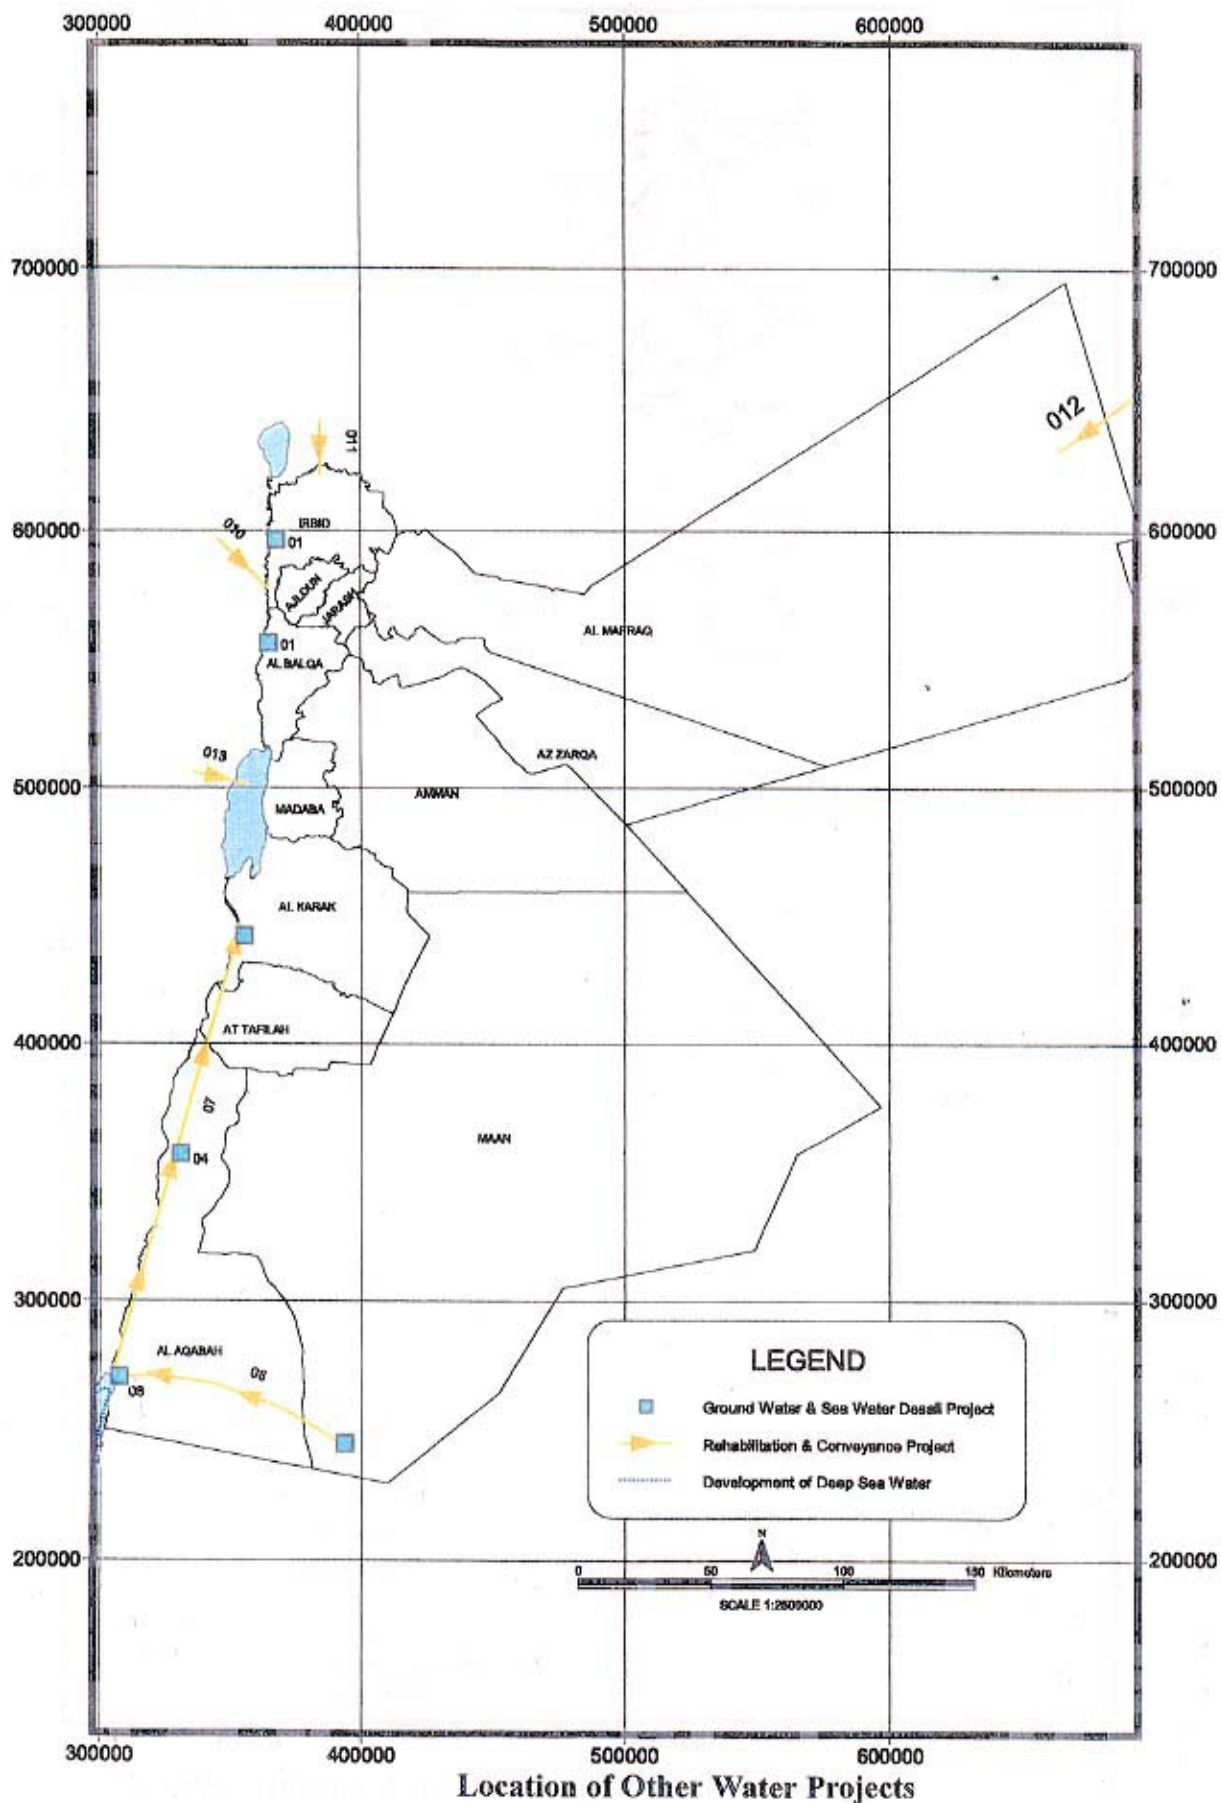 300000 400000 500000 600000
700000 700000
012
011
010
IRBID
600000 600000
01
AJLOUN
JARASH
AL MAFRAQ
01
AL BALQA
013
AZ ZARQA
500000 500000
AMMAN
MADABA
AL KARAK
AT TAFILAH
400000 400000
07
MAAN
04
300000 300000
AL AQABAH
08
03
LEGEND
Ground Water & Sea Water Desall Project
Rehabilitation & Conveyance Project
Development of Deep Sea Water
N
200000 200000
0 50 100 150 Kilometers
SCALE 1:2500000
300000 400000 500000 600000
Location of Other Water Projects